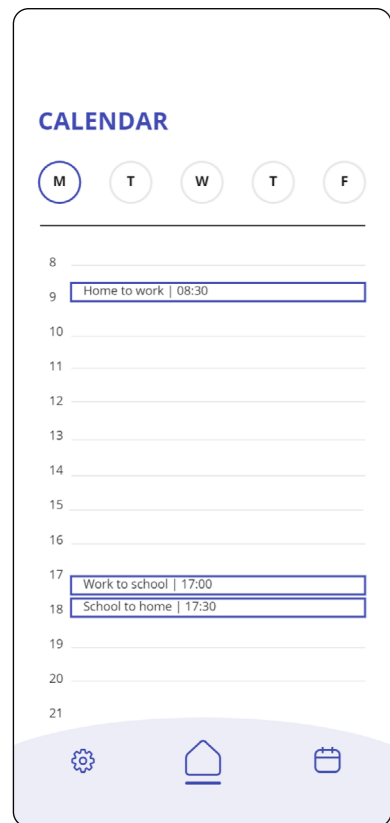 CALENDAR
M T W T F
8
Home to work | 08:30
9
10
11
12
13
14
15
16
17
Work to school | 17:00
School to home | 17:30
18
19
20
21